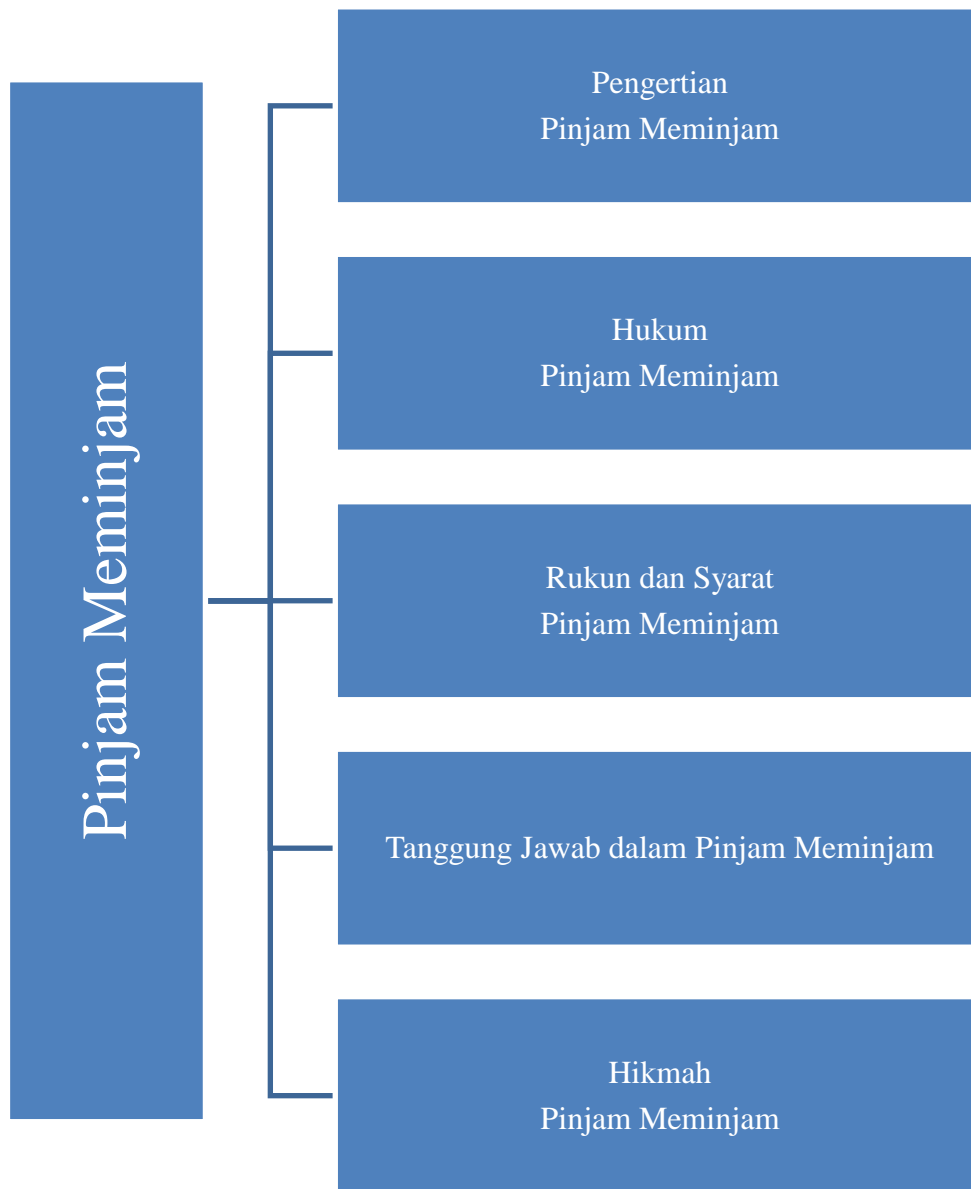 Pinjam Meminjam
Pengertian
Pinjam Meminjam
Hukum
Pinjam Meminjam
Rukun dan Syarat
Pinjam Meminjam
Tanggung Jawab dalam Pinjam Meminjam
Hikmah
Pinjam Meminjam